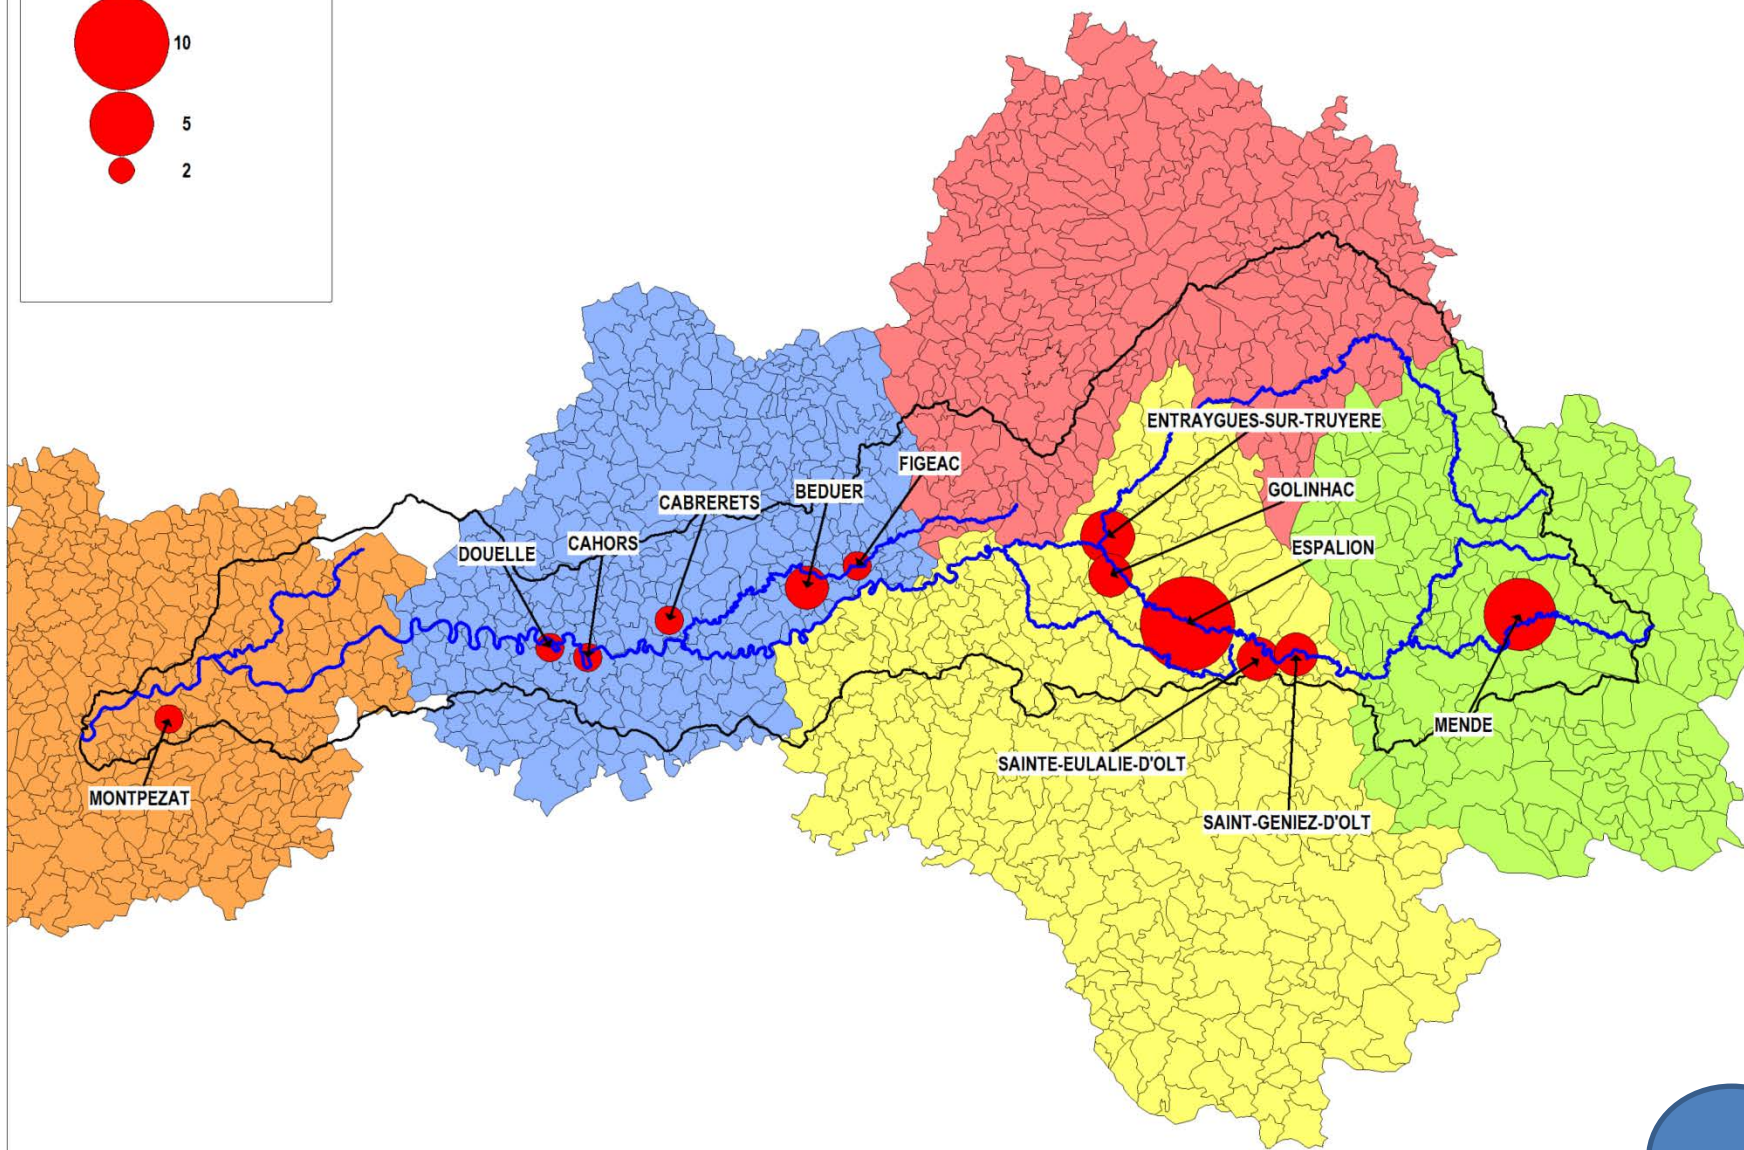 10
5
2
ENTRAYGUES-SUR-TRUYERE
FIGEAC
GOLINHAC
BEDUER
CABRERETS
CAHORS
DOUELLE
ESPALION
MENDE
SAINTE-EULALIE-D'OLT
MONTPEZAT
SAINT-GENIEZ-D'OLT